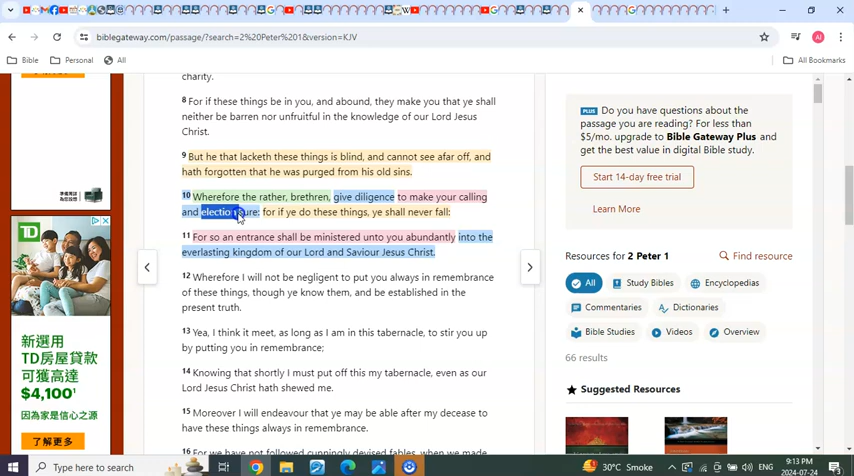 biblegateway.com/passage/?search=2%20Peter%201&version=KJV
Bible
Personal
All
All Bookmarks
charity.
8 For if these things be in you, and abound, they make you that ye shall
neither be barren nor unfruitful in the knowledge of our Lord Jesus
Christ.
9 But he that lacketh these things is blind, and cannot see afar off, and
hath forgotten that he was purged from his old sins.
10 Wherefore the rather, brethren, give diligence to make your calling
and election sure: for if ye do these things, ye shall never fall:
11 For so an entrance shall be ministered unto you abundantly into the
everlasting kingdom of our Lord and Saviour Jesus Christ.
12 Wherefore I will not be negligent to put you always in remembrance
of these things, though ye know them, and be established in the
present truth.
13 Yea, I think it meet, as long as I am in this tabernacle, to stir you up
by putting you in remembrance;
14 Knowing that shortly I must put off this my tabernacle, even as our
Lord Jesus Christ hath shewed me.
15 Moreover I will endeavour that ye may be able after my decease to
have these things always in remembrance.
16 For we have not followed cunningly devised fables, when we made
TD
新選用
TD房屋貸款
可獲高達
$4,100¹
因為家是信心之源
了解更多
PLUS Do you have questions about the
passage you are reading? For less than
$5/mo. upgrade to Bible Gateway Plus and
get the best value in digital Bible study.
Start 14-day free trial
Learn More
Resources for 2 Peter 1
Find resource
All
Study Bibles
Encyclopedias
Commentaries
Dictionaries
Bible Studies
Videos
Overview
66 results
Suggested Resources
Type here to search
30°C Smoke
ENG
9:13 PM
2024-07-24